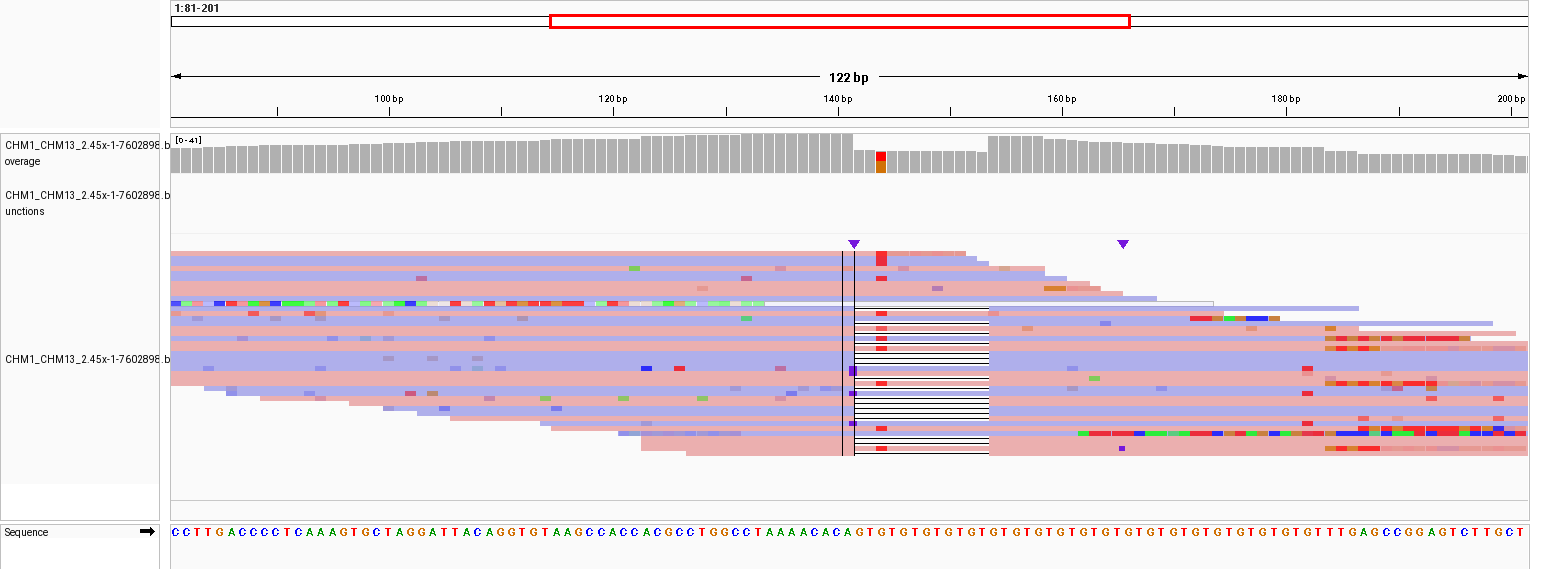 1:81-201
122 bp
100 bp 120 bp 140 bp 160 bp 180 bp 200 bp
CHM1_CHM13_2.45x-1-7602898.b
overage
[0-41]
CHM1_CHM13_2.45x-1-7602898.b
unctions
CHM1_CHM13_2.45x-1-7602898.b
Sequence C C T T G A C C C C T C A A A G T G C T A G G A T T A C A G G T G T A A G C C A C C A C G C C T G G C C T A A A A C A C A G T G T G T G T G T G T G T G T G T G T G T G T G T G T G T G T G T G T G T G T G T T T G A G C C G G A G T C T T G C T